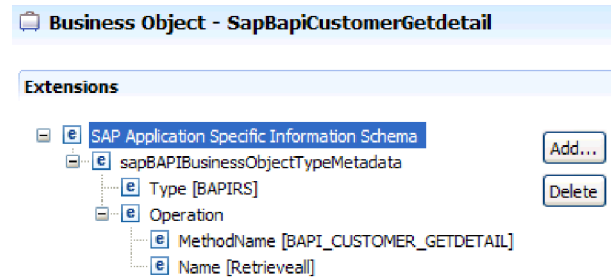 Business Object - SapBapiCustomerGetdetail
Extensions
SAP Application Specific Information Schema
Add...
sapBAPIBusinessObjectTypeMetadata
Type [BAPIRS]
Delete
Operation
MethodName [BAPI_CUSTOMER_GETDETAIL]
Name [Retrieveall]